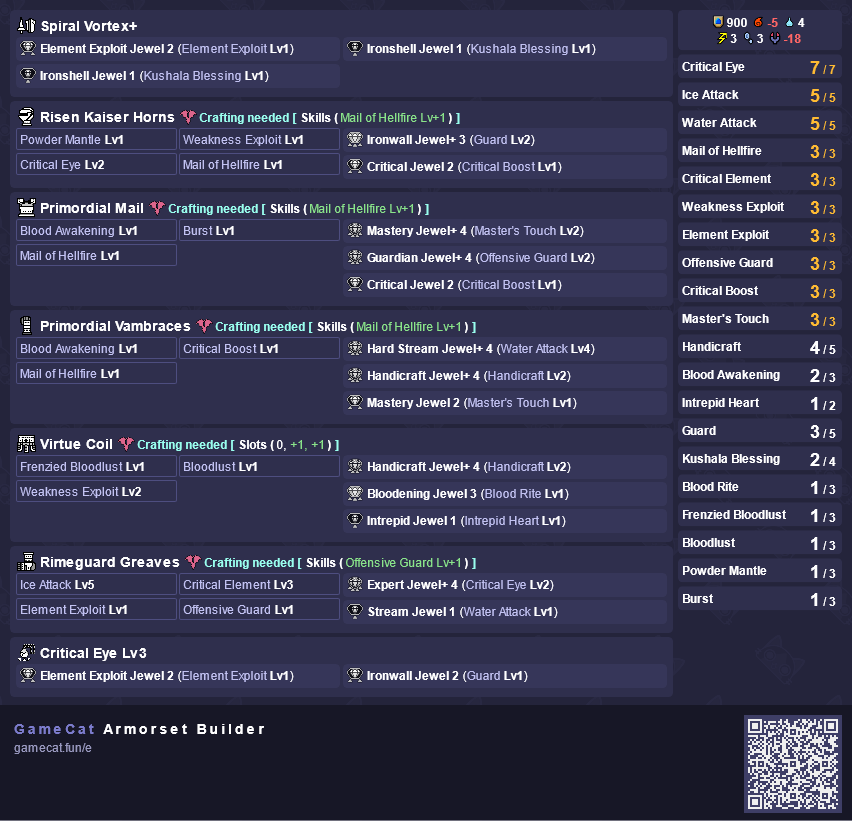 Spiral Vortex+
Element Exploit Jewel 2 (Element Exploit Lv1)
Ironshell Jewel 1 (Kushala Blessing Lv1)
Ironshell Jewel 1 (Kushala Blessing Lv1)
Risen Kaiser Horns Crafting needed [ Skills ( Mail of Hellfire Lv+1 ) ]
Powder Mantle Lv1
Weakness Exploit Lv1
Ironwall Jewel+ 3 (Guard Lv2)
Critical Eye Lv2
Mail of Hellfire Lv1
Critical Jewel 2 (Critical Boost Lv1)
Primordial Mail Crafting needed [ Skills ( Mail of Hellfire Lv+1 ) ]
Blood Awakening Lv1
Burst Lv1
Mastery Jewel+ 4 (Master's Touch Lv2)
Mail of Hellfire Lv1
Guardian Jewel+ 4 (Offensive Guard Lv2)
Critical Jewel 2 (Critical Boost Lv1)
Primordial Vambraces Crafting needed [ Skills ( Mail of Hellfire Lv+1 ) ]
Blood Awakening Lv1
Critical Boost Lv1
Hard Stream Jewel+ 4 (Water Attack Lv4)
Mail of Hellfire Lv1
Handicraft Jewel+ 4 (Handicraft Lv2)
Mastery Jewel 2 (Master's Touch Lv1)
Virtue Coil Crafting needed [ Slots ( 0, +1, +1 ) ]
Frenzied Bloodlust Lv1
Bloodlust Lv1
Handicraft Jewel+ 4 (Handicraft Lv2)
Weakness Exploit Lv2
Bloodening Jewel 3 (Blood Rite Lv1)
Intrepid Jewel 1 (Intrepid Heart Lv1)
Rimeguard Greaves Crafting needed [ Skills ( Offensive Guard Lv+1 ) ]
Ice Attack Lv5
Critical Element Lv3
Expert Jewel+ 4 (Critical Eye Lv2)
Element Exploit Lv1
Offensive Guard Lv1
Stream Jewel 1 (Water Attack Lv1)
Critical Eye Lv3
Element Exploit Jewel 2 (Element Exploit Lv1)
Ironwall Jewel 2 (Guard Lv1)
900 -5 4
3 3 -18
Critical Eye 7 / 7
Ice Attack 5 / 5
Water Attack 5 / 5
Mail of Hellfire 3 / 3
Critical Element 3 / 3
Weakness Exploit 3 / 3
Element Exploit 3 / 3
Offensive Guard 3 / 3
Critical Boost 3 / 3
Master's Touch 3 / 3
Handicraft 4 / 5
Blood Awakening 2 / 3
Intrepid Heart 1 / 2
Guard 3 / 5
Kushala Blessing 2 / 4
Blood Rite 1 / 3
Frenzied Bloodlust 1 / 3
Bloodlust 1 / 3
Powder Mantle 1 / 3
Burst 1 / 3
GameCat Armorset Builder
gamecat.fun/e